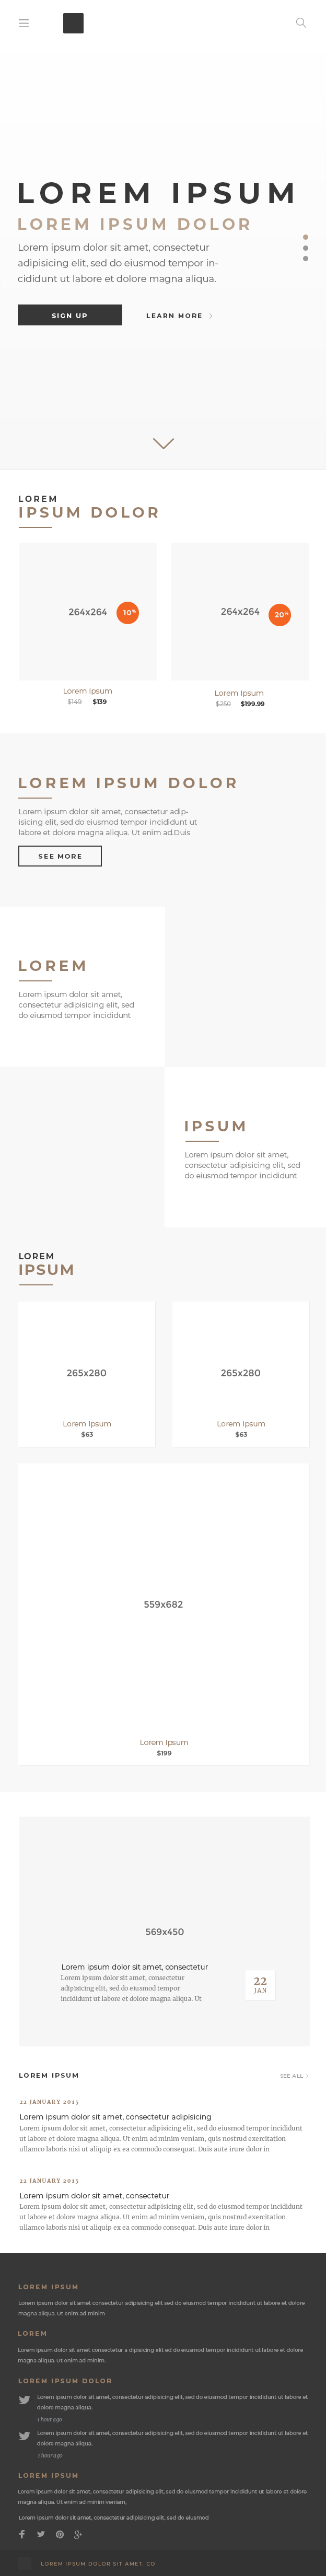 LOREM IPSUM
LOREM IPSUM DOLOR
Lorem ipsum dolor sit amet, consectetur
adipisicing elit, sed do eiusmod tempor in-
cididunt ut labore et dolore magna aliqua.
SIGN UP
LEARN MORE
LOREM
IPSUM DOLOR
264x264
10%
264x264
20%
Lorem Ipsum
$149 $139
Lorem Ipsum
$250 $199.99
LOREM IPSUM DOLOR
Lorem ipsum dolor sit amet, consectetur adip-
isicing elit, sed do eiusmod tempor incididunt ut
labore et dolore magna aliqua. Ut enim ad.Duis
SEE MORE
LOREM
Lorem ipsum dolor sit amet,
consectetur adipisicing elit, sed
do eiusmod tempor incididunt
IPSUM
Lorem ipsum dolor sit amet,
consectetur adipisicing elit, sed
do eiusmod tempor incididunt
LOREM
IPSUM
265x280
Lorem Ipsum
$63
265x280
Lorem Ipsum
$63
559x682
Lorem Ipsum
$199
569x450
Lorem ipsum dolor sit amet, consectetur
Lorem ipsum dolor sit amet, consectetur
adipisicing elit, sed do eiusmod tempor
incididunt ut labore et dolore magna aliqua. Ut
22
JAN
LOREM IPSUM
SEE ALL
22 JANUARY 2015
Lorem ipsum dolor sit amet, consectetur adipisicing
Lorem ipsum dolor sit amet, consectetur adipisicing elit, sed do eiusmod tempor incididunt
ut labore et dolore magna aliqua. Ut enim ad minim veniam, quis nostrud exercitation
ullamco laboris nisi ut aliquip ex ea commodo consequat. Duis aute irure dolor in
22 JANUARY 2015
Lorem ipsum dolor sit amet, consectetur
Lorem ipsum dolor sit amet, consectetur adipisicing elit, sed do eiusmod tempor incididunt
ut labore et dolore magna aliqua. Ut enim ad minim veniam, quis nostrud exercitation
ullamco laboris nisi ut aliquip ex ea commodo consequat. Duis aute irure dolor in
LOREM IPSUM
Lorem ipsum dolor sit amet consectetur adipisicing elit sed do eiusmod tempor incididunt ut labore et dolore
magna aliqua. Ut enim ad minim
LOREM
Lorem ipsum dolor sit amet consectetur a dipisicing elit ed do eiusmod tempor incididunt ut labore et dolore
magna aliqua. Ut enim ad minim.
LOREM IPSUM DOLOR
Lorem ipsum dolor sit amet, consectetur adipisicing elit, sed do eiusmod tempor incididunt ut labore et
dolore magna aliqua.
1 hour ago
Lorem ipsum dolor sit amet, consectetur adipisicing elit, sed do eiusmod tempor incididunt ut labore et
dolore magna aliqua.
1 hour ago
LOREM IPSUM
Lorem ipsum dolor sit amet, consectetur adipisicing elit, sed do eiusmod tempor incididunt ut labore et dolore
magna aliqua. Ut enim ad minim veniam,
Lorem ipsum dolor sit amet, consectetur adipisicing elit, sed do eiusmod
LOREM IPSUM DOLOR SIT AMET, CO